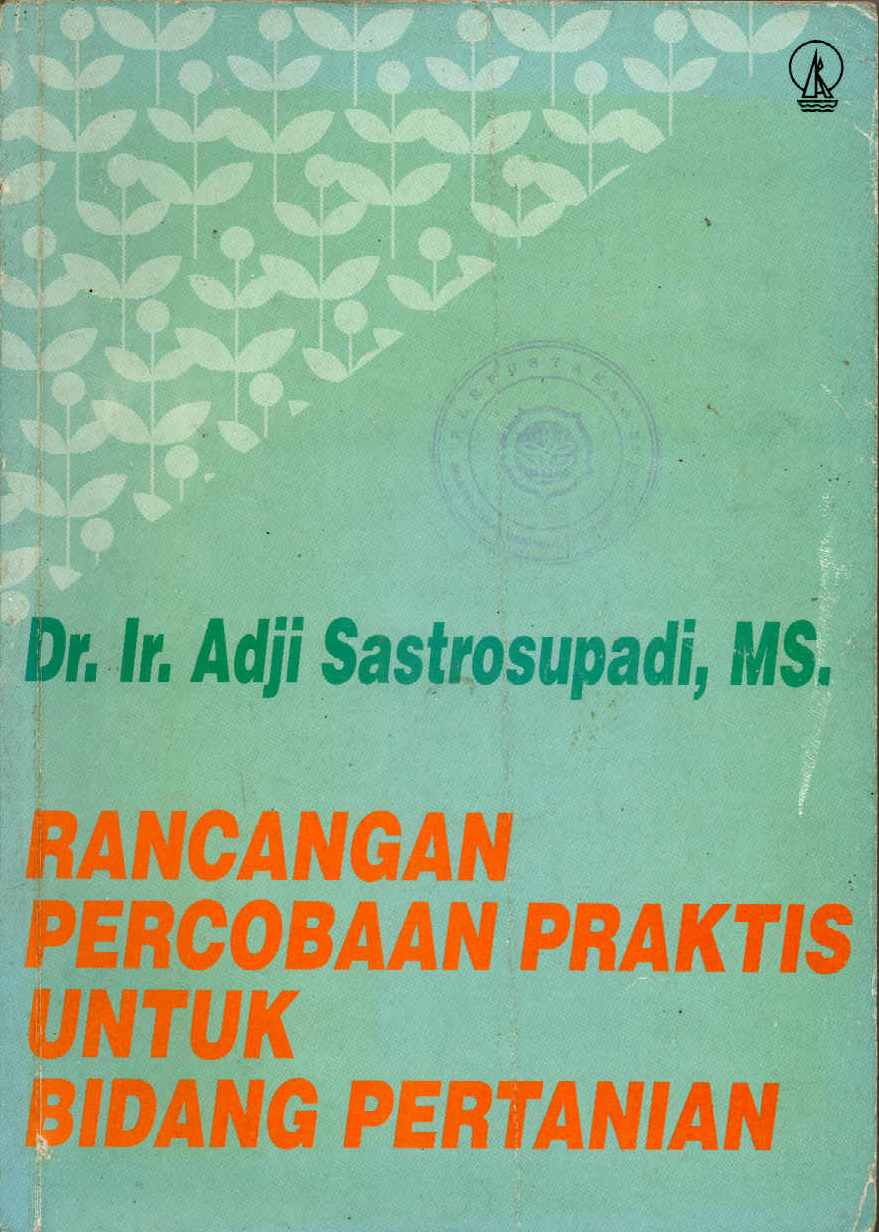 Dr. Ir. Adji Sastrosupadi, MS.
RANCANGAN
PERCOBAAN PRAKTIS
UNTUK
BIDANG PERTANIAN